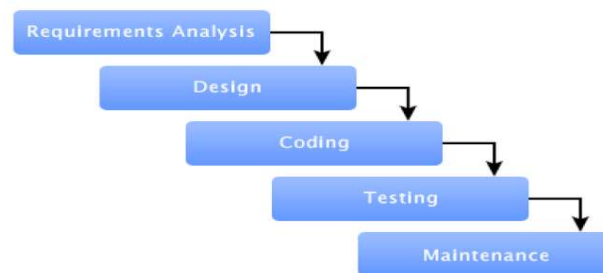 Requirements Analysis
Design
Coding
Testing
Maintenance